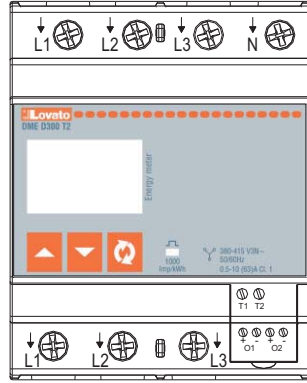 L1 L2 L3 N
Lovato
DME D300 T2
Energy meter
1000
Imp/kWh
380-415 V3N~
50/60Hz
0.5-10 (63)A Cl. 1
T1 T2
+ - + -
O1 O2
L1 L2 L3